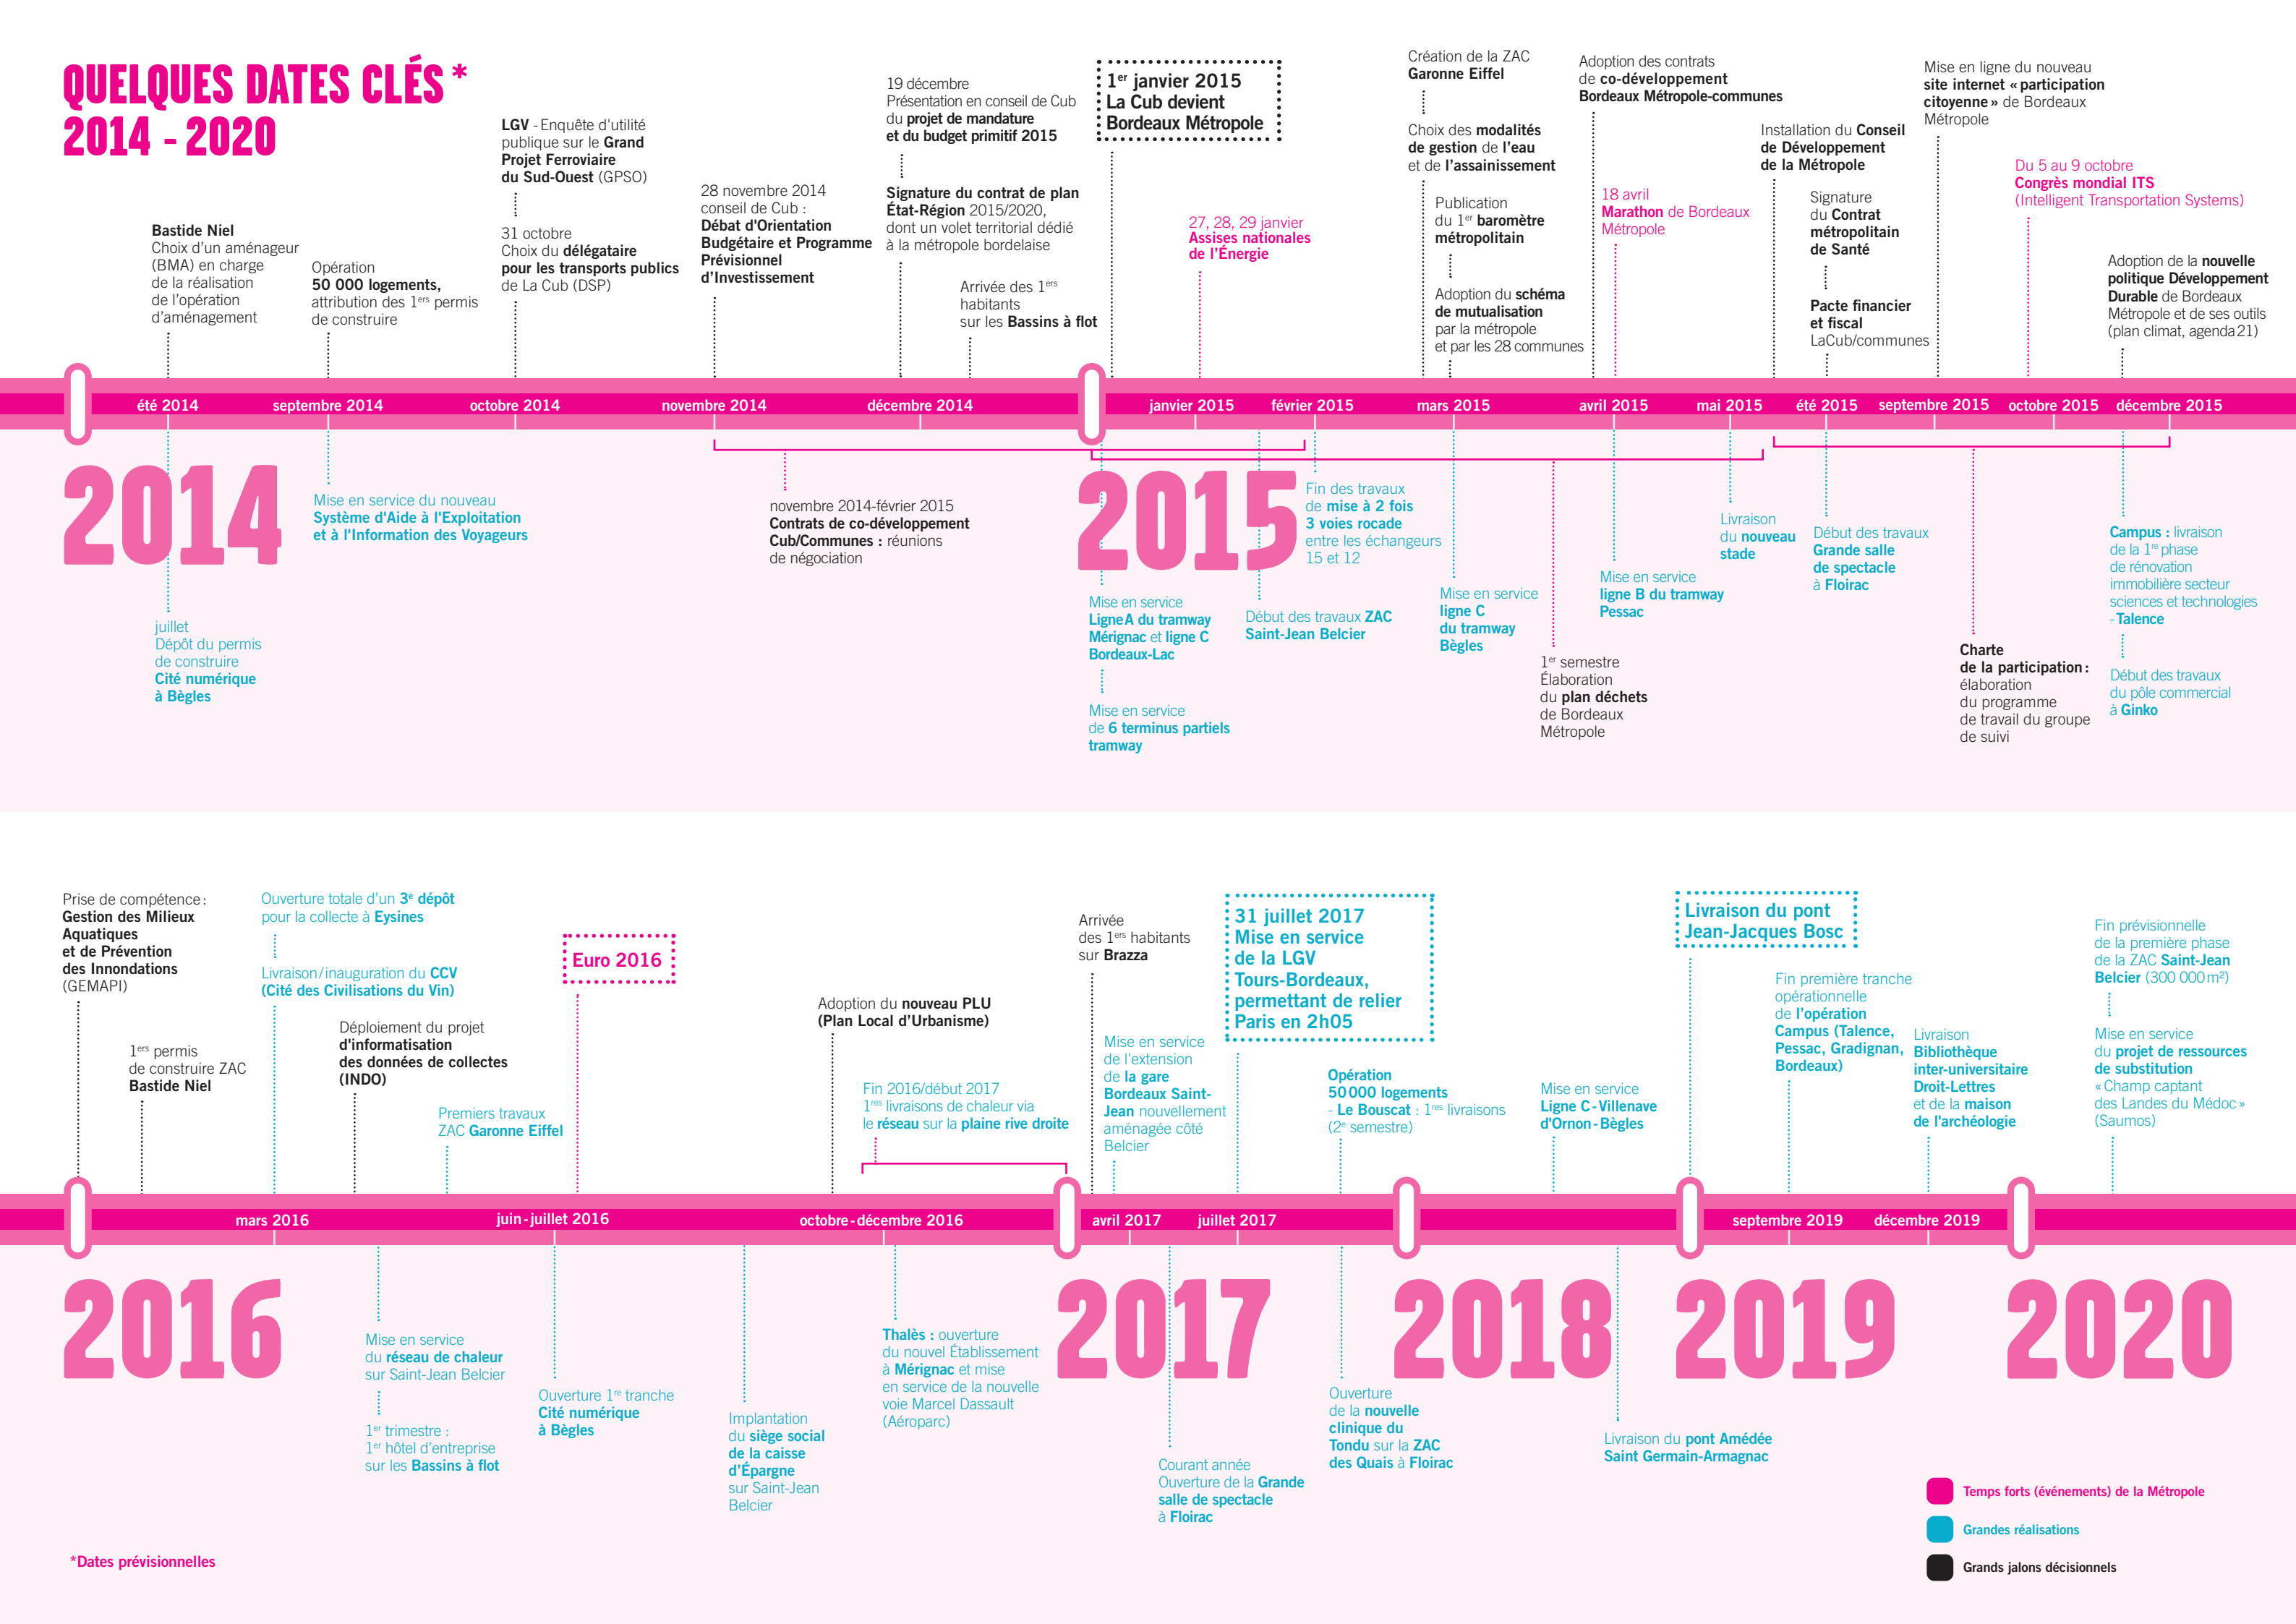 QUELQUES DATES CLÉS *
2014 - 2020
Bastide Niel
Choix d'un aménageur
(BMA) en charge
de la réalisation
de l'opération
d'aménagement
Opération
50 000 logements,
attribution des 1ers permis
de construire
LGV - Enquête d'utilité
publique sur le Grand
Projet Ferroviaire
du Sud-Ouest (GPSO)
31 octobre
Choix du délégataire
pour les transports publics
de La Cub (DSP)
28 novembre 2014
conseil de Cub :
Débat d'Orientation
Budgétaire et Programme
Prévisionnel
d'Investissement
19 décembre
Présentation en conseil de Cub
du projet de mandature
et du budget primitif 2015
Signature du contrat de plan
État-Région 2015/2020,
dont un volet territorial dédié
à la métropole bordelaise
Arrivée des 1ers
habitants
sur les Bassins à flot
1er janvier 2015
La Cub devient
Bordeaux Métropole
27, 28, 29 janvier
Assises nationales
de l'Énergie
Création de la ZAC
Garonne Eiffel
Choix des modalités
de gestion de l'eau
et de l'assainissement
Publication
du 1er baromètre
métropolitain
Adoption du schéma
de mutualisation
par la métropole
et par les 28 communes
Adoption des contrats
de co-développement
Bordeaux Métropole-communes
18 avril
Marathon de Bordeaux
Métropole
Installation du Conseil
de Développement
de la Métropole
Signature
du Contrat
métropolitain
de Santé
Pacte financier
et fiscal
LaCub/communes
Mise en ligne du nouveau
site internet «participation
citoyenne» de Bordeaux
Métropole
Du 5 au 9 octobre
Congrès mondial ITS
(Intelligent Transportation Systems)
Adoption de la nouvelle
politique Développement
Durable de Bordeaux
Métropole et de ses outils
(plan climat, agenda 21)
été 2014 septembre 2014 octobre 2014 novembre 2014 décembre 2014 janvier 2015 février 2015 mars 2015 avril 2015 mai 2015 été 2015 septembre 2015 octobre 2015 décembre 2015
2014
juillet
Dépôt du permis
de construire
Cité numérique
à Bègles
Mise en service du nouveau
Système d'Aide à l'Exploitation
et à l'Information des Voyageurs
novembre 2014-février 2015
Contrats de co-développement
Cub/Communes : réunions
de négociation
2015
Mise en service
Ligne A du tramway
Mérignac et ligne C
Bordeaux-Lac
Mise en service
de 6 terminus partiels
tramway
Début des travaux ZAC
Saint-Jean Belcier
Fin des travaux
de mise à 2 fois
3 voies rocade
entre les échangeurs
15 et 12
Mise en service
ligne C
du tramway
Bègles
1er semestre
Élaboration
du plan déchets
de Bordeaux
Métropole
Mise en service
ligne B du tramway
Pessac
Livraison
du nouveau
stade
Début des travaux
Grande salle
de spectacle
à Floirac
Charte
de la participation :
élaboration
du programme
de travail du groupe
de suivi
Campus : livraison
de la 1re phase
de rénovation
immobilière secteur
sciences et technologies
- Talence
Début des travaux
du pôle commercial
à Ginko
Prise de compétence :
Gestion des Milieux
Aquatiques
et de Prévention
des Innondations
(GEMAPI)
1ers permis
de construire ZAC
Bastide Niel
Ouverture totale d'un 3e dépôt
pour la collecte à Eysines
Livraison/inauguration du CCV
(Cité des Civilisations du Vin)
Déploiement du projet
d'informatisation
des données de collectes
(INDO)
Premiers travaux
ZAC Garonne Eiffel
Euro 2016
Adoption du nouveau PLU
(Plan Local d'Urbanisme)
Fin 2016/début 2017
1res livraisons de chaleur via
le réseau sur la plaine rive droite
Arrivée
des 1ers habitants
sur Brazza
Mise en service
de l'extension
de la gare
Bordeaux Saint-
Jean nouvellement
aménagée côté
Belcier
31 juillet 2017
Mise en service
de la LGV
Tours-Bordeaux,
permettant de relier
Paris en 2h05
Opération
50 000 logements
- Le Bouscat : 1res livraisons
(2e semestre)
Mise en service
Ligne C - Villenave
d'Ornon - Bègles
Livraison du pont
Jean-Jacques Bosc
Fin première tranche
opérationnelle
de l'opération
Campus (Talence,
Pessac, Gradignan,
Bordeaux)
Livraison
Bibliothèque
inter-universitaire
Droit-Lettres
et de la maison
de l'archéologie
Fin prévisionnelle
de la première phase
de la ZAC Saint-Jean
Belcier (300 000 m²)
Mise en service
du projet de ressources
de substitution
« Champ captant
des Landes du Médoc »
(Saumos)
mars 2016 juin - juillet 2016 octobre - décembre 2016 avril 2017 juillet 2017 septembre 2019 décembre 2019
2016
Mise en service
du réseau de chaleur
sur Saint-Jean Belcier
1er trimestre :
1er hôtel d'entreprise
sur les Bassins à flot
Ouverture 1re tranche
Cité numérique
à Bègles
Implantation
du siège social
de la caisse
d'Épargne
sur Saint-Jean
Belcier
Thalès : ouverture
du nouvel Établissement
à Mérignac et mise
en service de la nouvelle
voie Marcel Dassault
(Aéroparc)
2017
Courant année
Ouverture de la Grande
salle de spectacle
à Floirac
Ouverture
de la nouvelle
clinique du
Tondu sur la ZAC
des Quais à Floirac
2018
Livraison du pont Amédée
Saint Germain-Armagnac
2019
2020
Temps forts (événements) de la Métropole
Grandes réalisations
Grands jalons décisionnels
*Dates prévisionnelles